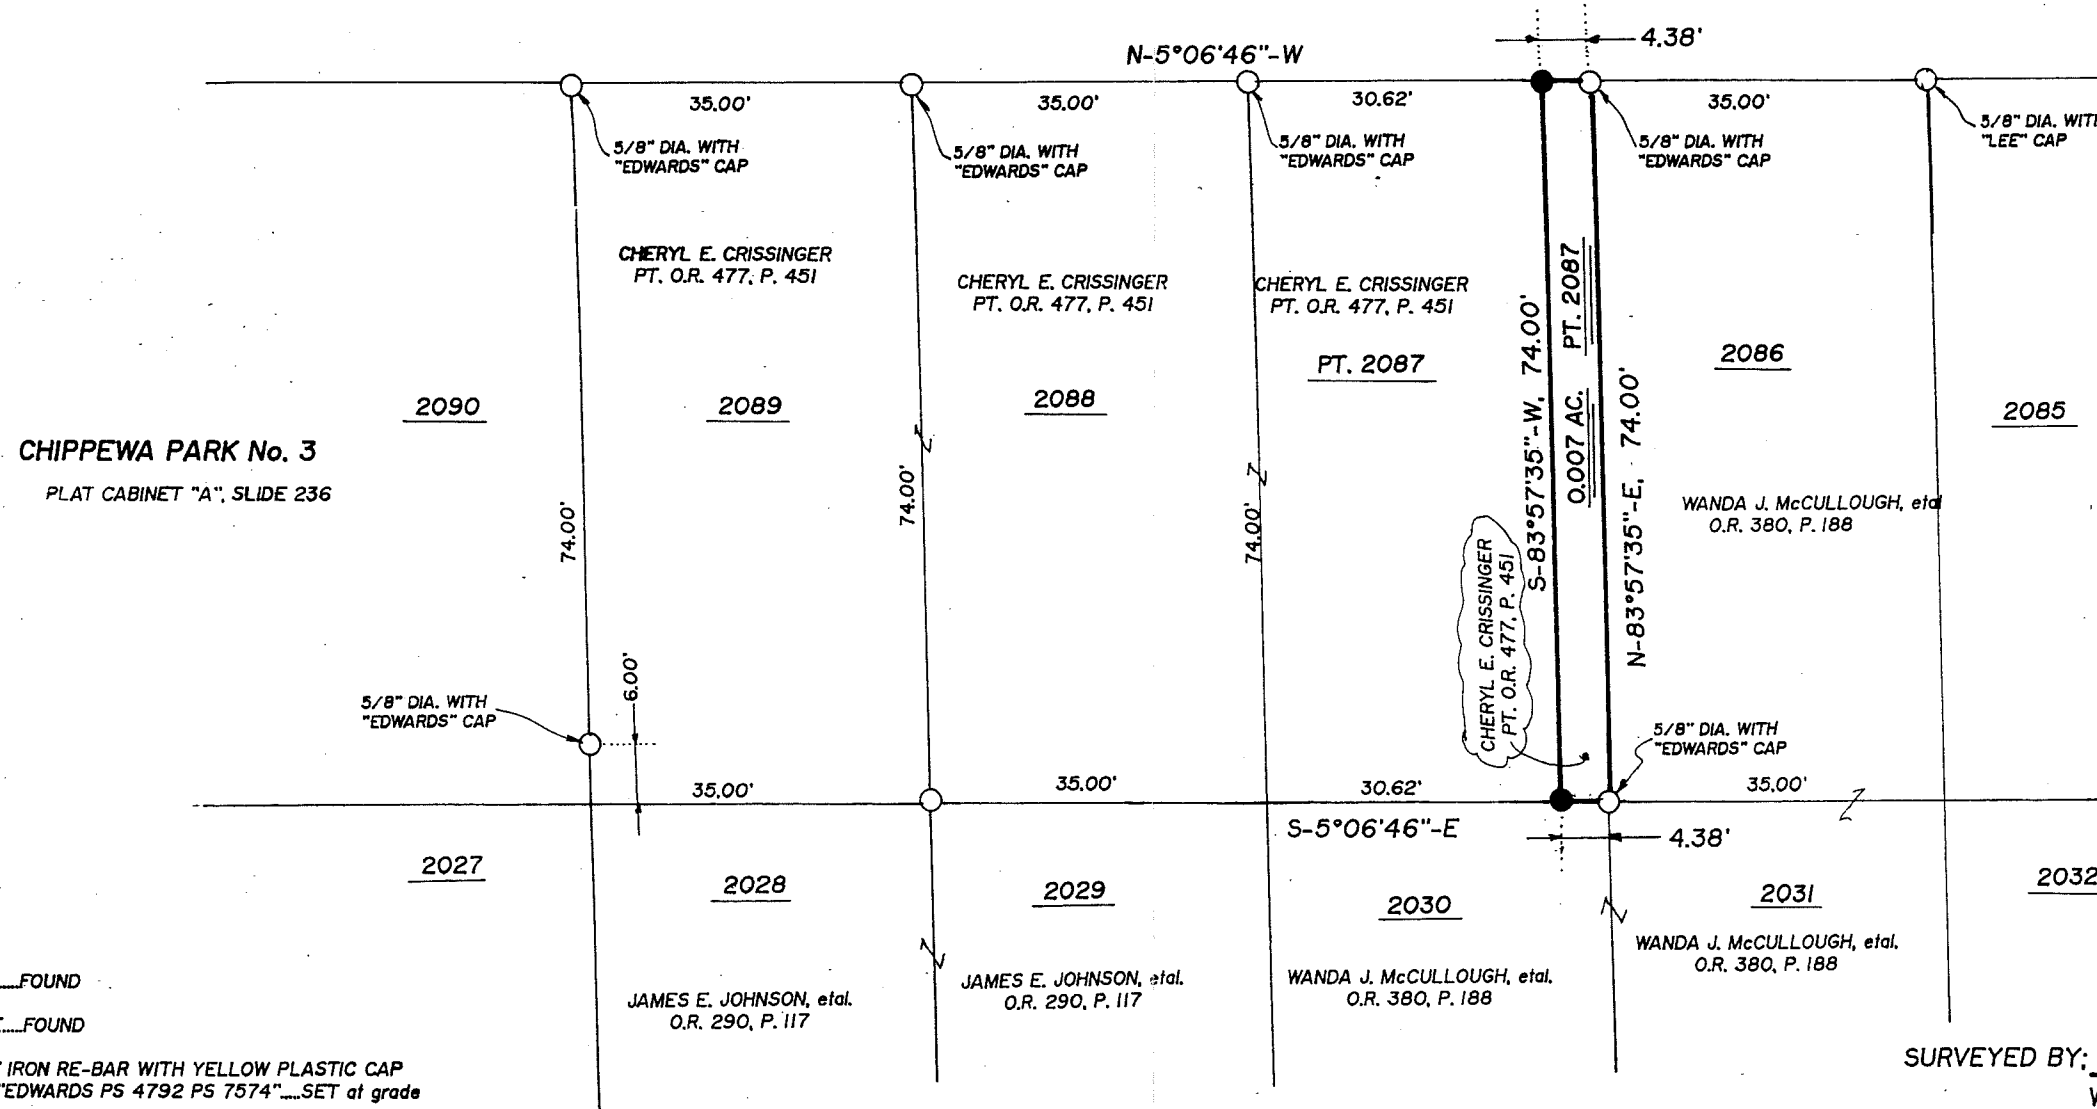 N-5°06'46"-W
4.38'
35.00'
35.00'
30.62'
35.00'
5/8" DIA. WITH
"EDWARDS" CAP
5/8" DIA. WITH
"EDWARDS" CAP
5/8" DIA. WITH
"EDWARDS" CAP
5/8" DIA. WITH
"EDWARDS" CAP
5/8" DIA. WITH
"LEE" CAP
CHERYL E. CRISSINGER
PT. O.R. 477, P. 451
CHERYL E. CRISSINGER
PT. O.R. 477, P. 451
CHERYL E. CRISSINGER
PT. O.R. 477, P. 451
PT. 2087
S-83°57'35"-W, 74.00'
0.007 AC. PT. 2087
N-83°57'35"-E, 74.00'
2086
2090
2089
2088
2085
CHIPPEWA PARK No. 3
PLAT CABINET "A", SLIDE 236
74.00'
74.00'
74.00'
WANDA J. McCULLOUGH, etal
O.R. 380, P. 188
CHERYL E. CRISSINGER
PT. O.R. 477, P. 451
5/8" DIA. WITH
"EDWARDS" CAP
6.00'
5/8" DIA. WITH
"EDWARDS" CAP
35.00'
35.00'
30.62'
35.00'
S-5°06'46"-E
4.38'
2027
2028
2029
2030
2031
2032
JAMES E. JOHNSON, etal.
O.R. 290, P. 117
JAMES E. JOHNSON, etal.
O.R. 290, P. 117
WANDA J. McCULLOUGH, etal.
O.R. 380, P. 188
WANDA J. McCULLOUGH, etal.
O.R. 380, P. 188
....FOUND
....FOUND
IRON RE-BAR WITH YELLOW PLASTIC CAP
"EDWARDS PS 4792 PS 7574"....SET at grade
SURVEYED BY: